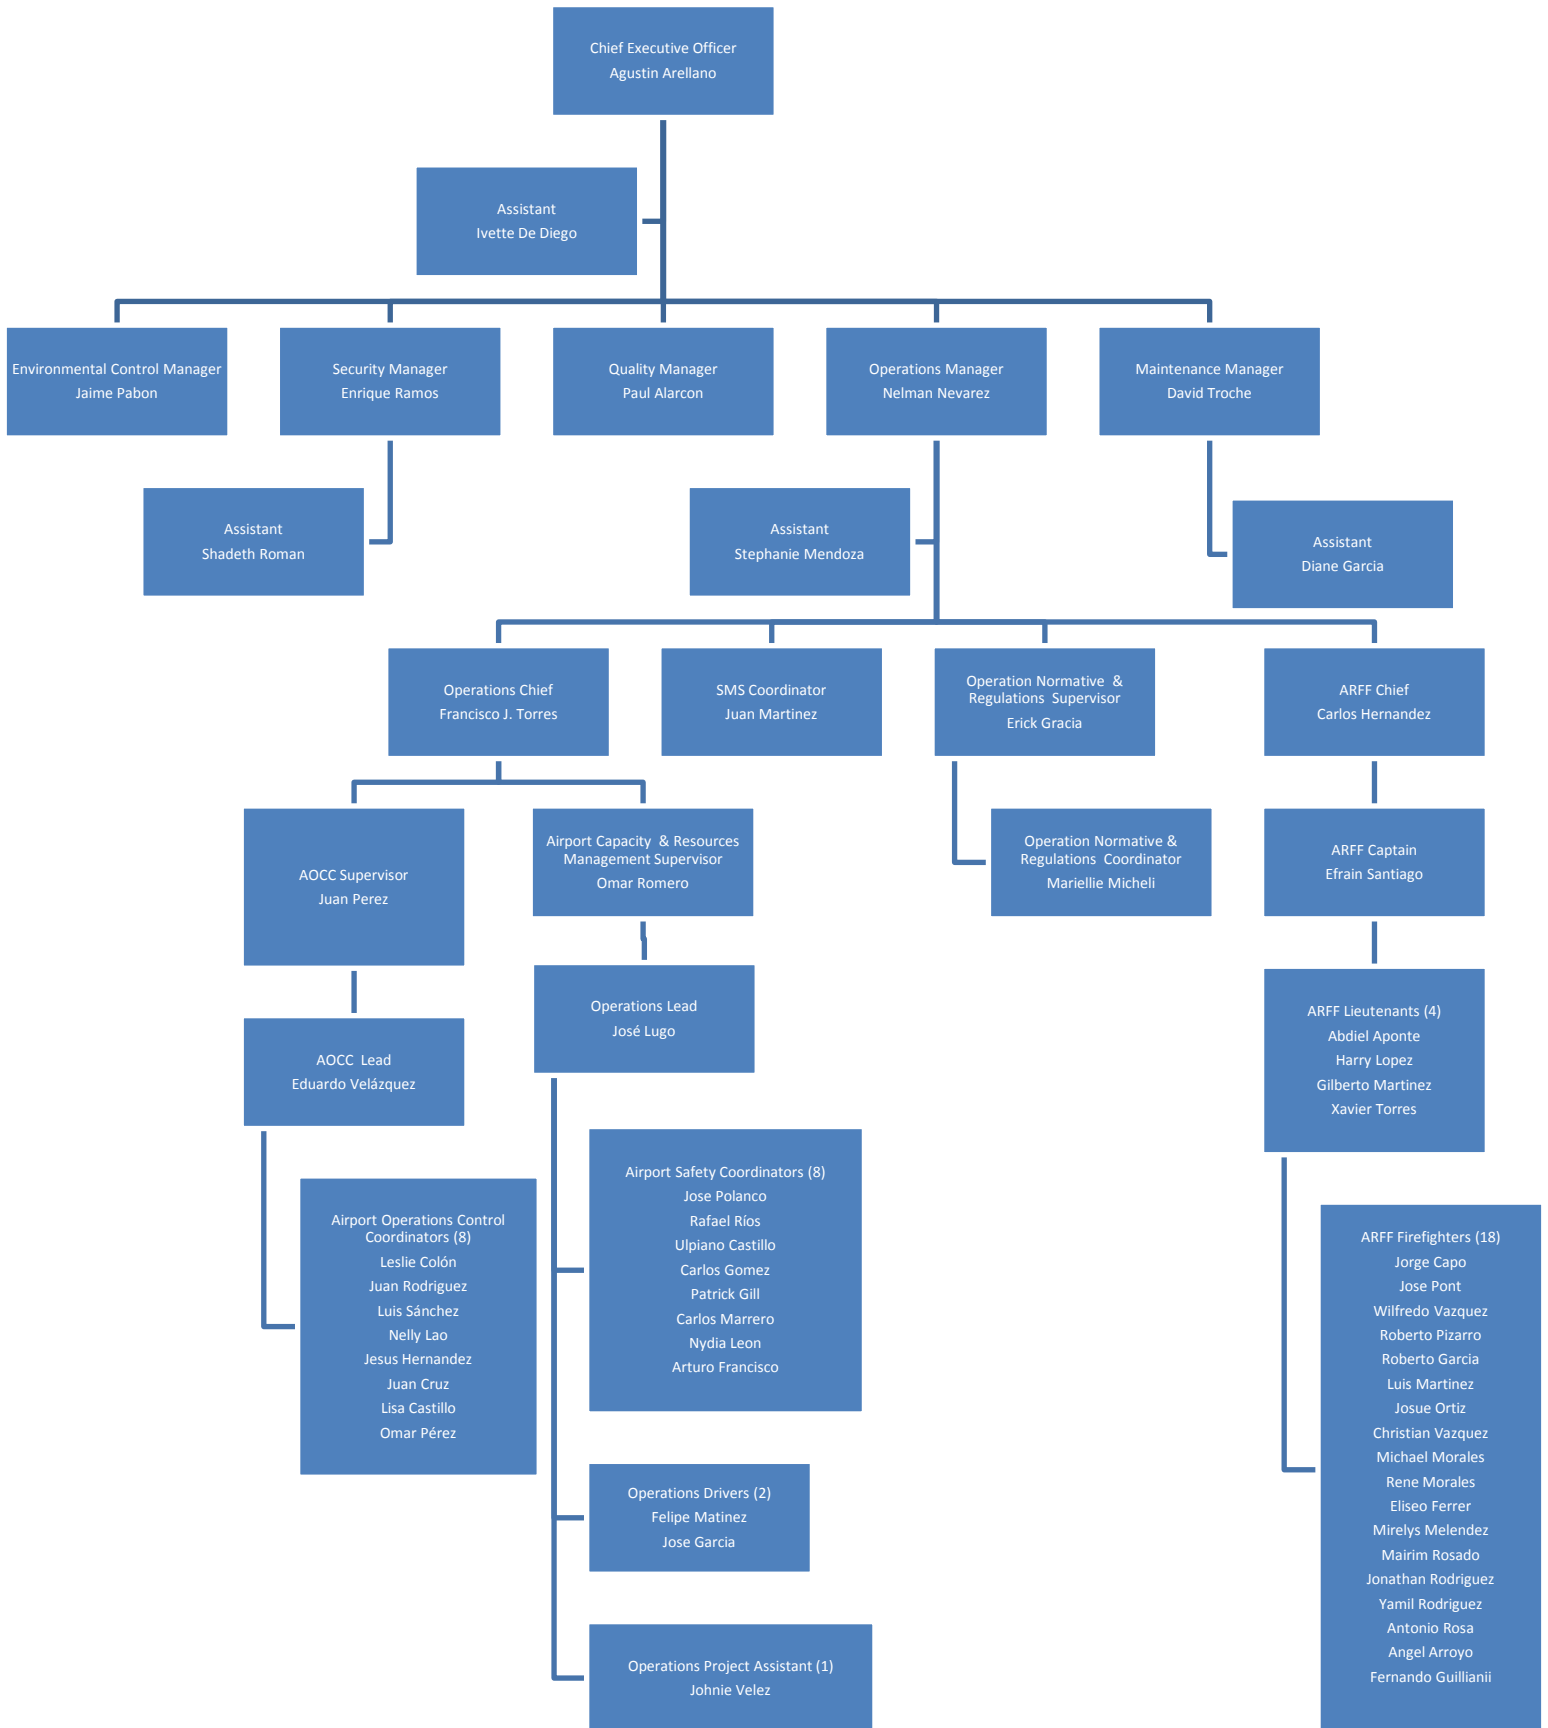 Chief Executive Officer
Agustin Arellano
Assistant
Ivette De Diego
Environmental Control Manager
Jaime Pabon
Security Manager
Enrique Ramos
Quality Manager
Paul Alarcon
Operations Manager
Nelman Nevarez
Maintenance Manager
David Troche
Assistant
Shadeth Roman
Assistant
Stephanie Mendoza
Assistant
Diane Garcia
Operations Chief
Francisco J. Torres
SMS Coordinator
Juan Martinez
Operation Normative &
Regulations Supervisor
Erick Gracia
ARFF Chief
Carlos Hernandez
AOCC Supervisor
Juan Perez
Airport Capacity & Resources
Management Supervisor
Omar Romero
Operation Normative &
Regulations Coordinator
Mariellie Micheli
ARFF Captain
Efrain Santiago
AOCC Lead
Eduardo Velázquez
Operations Lead
José Lugo
ARFF Lieutenants (4)
Abdiel Aponte
Harry Lopez
Gilberto Martinez
Xavier Torres
Airport Operations Control
Coordinators (8)
Leslie Colón
Juan Rodriguez
Luis Sánchez
Nelly Lao
Jesus Hernandez
Juan Cruz
Lisa Castillo
Omar Pérez
Airport Safety Coordinators (8)
Jose Polanco
Rafael Ríos
Ulpiano Castillo
Carlos Gomez
Patrick Gill
Carlos Marrero
Nydia Leon
Arturo Francisco
Operations Drivers (2)
Felipe Matinez
Jose Garcia
Operations Project Assistant (1)
Johnie Velez
ARFF Firefighters (18)
Jorge Capo
Jose Pont
Wilfredo Vazquez
Roberto Pizarro
Roberto Garcia
Luis Martinez
Josue Ortiz
Christian Vazquez
Michael Morales
Rene Morales
Eliseo Ferrer
Mirelys Melendez
Mairim Rosado
Jonathan Rodriguez
Yamil Rodriguez
Antonio Rosa
Angel Arroyo
Fernando Guillianii